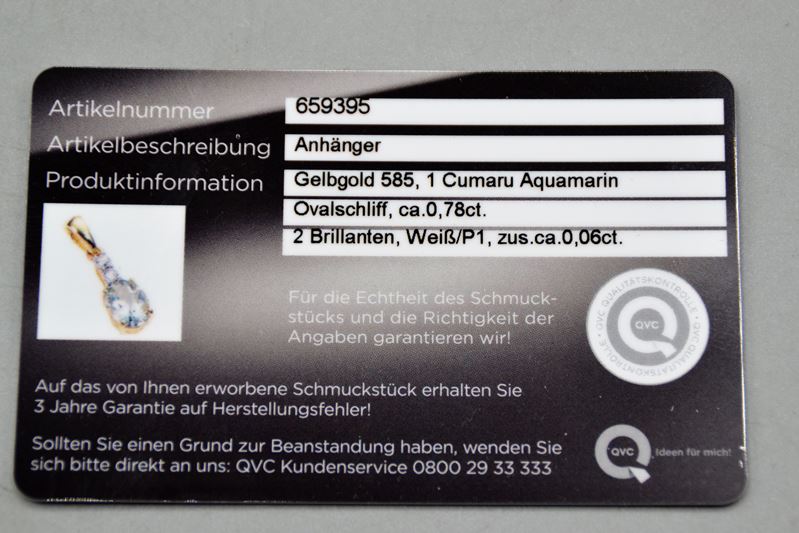 Artikelnummer 659395
Artikelbeschreibung Anhänger
Produktinformation Gelbgold 585, 1 Cumaru Aquamarin
Ovalschliff, ca.0,78ct.
2 Brillanten, Weiß/P1, zus.ca.0,06ct.
Für die Echtheit des Schmuck-
stücks und die Richtigkeit der
Angaben garantieren wir!
QVC QUALITÄTSKONTROLLE · QVC QUALITÄTSKONTROLLE ·
QVC
Auf das von Ihnen erworbene Schmuckstück erhalten Sie
3 Jahre Garantie auf Herstellungsfehler!
Sollten Sie einen Grund zur Beanstandung haben, wenden Sie
sich bitte direkt an uns: QVC Kundenservice 0800 29 33 333
QVC Ideen für mich!